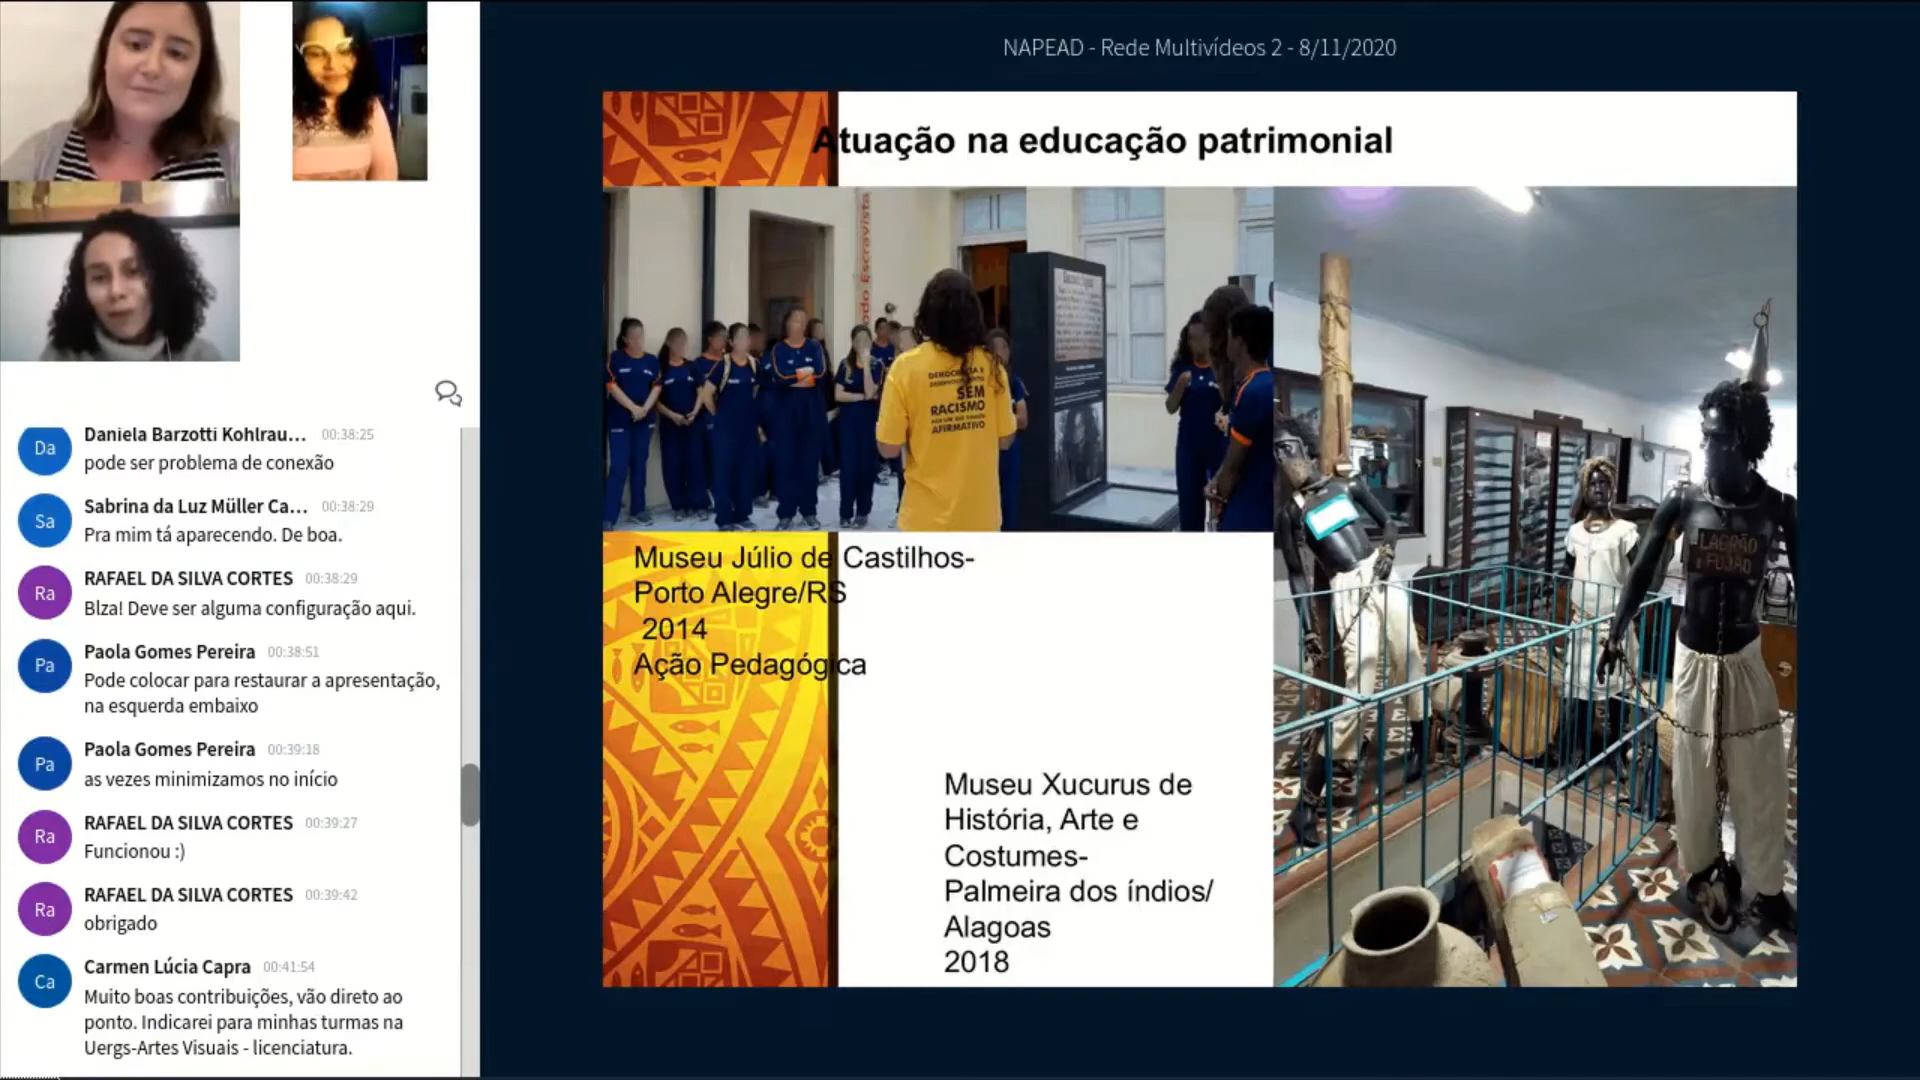 NAPEAD - Rede Multivídeos 2 - 8/11/2020
Da
Daniela Barzotti Kohlrau... 00:38:25
pode ser problema de conexão
Sa
Sabrina da Luz Müller Ca... 00:38:29
Pra mim tá aparecendo. De boa.
Ra
RAFAEL DA SILVA CORTES 00:38:29
Blza! Deve ser alguma configuração aqui.
Pa
Paola Gomes Pereira 00:38:51
Pode colocar para restaurar a apresentação,
na esquerda embaixo
Pa
Paola Gomes Pereira 00:39:18
as vezes minimizamos no início
Ra
RAFAEL DA SILVA CORTES 00:39:27
Funcionou :)
Ra
RAFAEL DA SILVA CORTES 00:39:42
obrigado
Ca
Carmen Lúcia Capra 00:41:54
Muito boas contribuições, vão direto ao
ponto. Indicarei para minhas turmas na
Uergs-Artes Visuais - licenciatura.
Atuação na educação patrimonial
Escravista
DEMOCRACIA E
SEM
RACISMO
AFIRMATIVO
LADRÃO
E FUJÃO
Museu Júlio de Castilhos-
Porto Alegre/RS
2014
Ação Pedagógica
Museu Xucurus de
História, Arte e
Costumes-
Palmeira dos índios/
Alagoas
2018